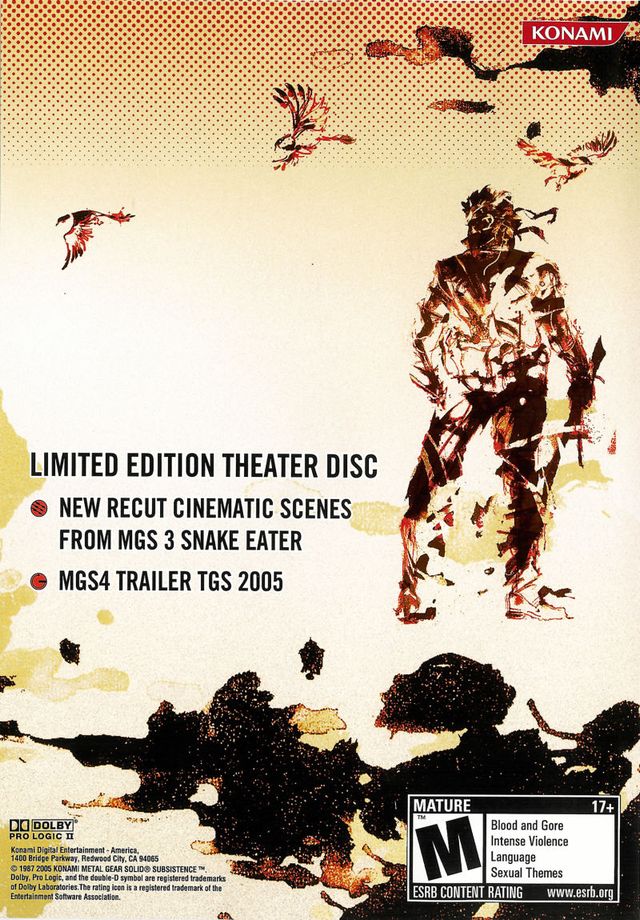 KONAMI
LIMITED EDITION THEATER DISC
NEW RECUT CINEMATIC SCENES
FROM MGS 3 SNAKE EATER
MGS4 TRAILER TGS 2005
DOLBY
PRO LOGIC II
Konami Digital Entertainment - America,
1400 Bridge Parkway, Redwood City, CA 94065
© 1987 2005 KONAMI METAL GEAR SOLID® SUBSISTENCE™.
Dolby, Pro Logic, and the double-D symbol are registered trademarks
of Dolby Laboratories.The rating icon is a registered trademark of the
Entertainment Software Association.
MATURE 17+
M™
Blood and Gore
Intense Violence
Language
Sexual Themes
ESRB CONTENT RATING www.esrb.org